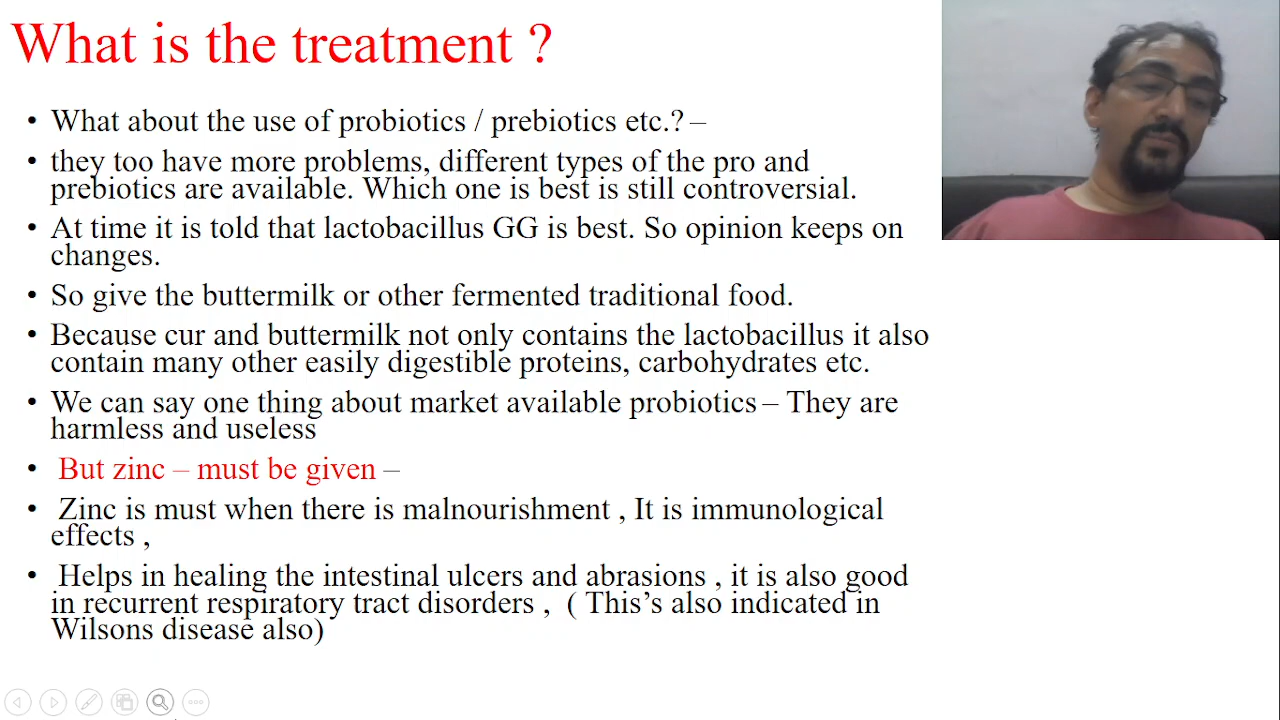 What is the treatment ?
• What about the use of probiotics / prebiotics etc.? –
• they too have more problems, different types of the pro and
prebiotics are available. Which one is best is still controversial.
• At time it is told that lactobacillus GG is best. So opinion keeps on
changes.
• So give the buttermilk or other fermented traditional food.
• Because cur and buttermilk not only contains the lactobacillus it also
contain many other easily digestible proteins, carbohydrates etc.
• We can say one thing about market available probiotics – They are
harmless and useless
• But zinc – must be given –
• Zinc is must when there is malnourishment , It is immunological
effects ,
• Helps in healing the intestinal ulcers and abrasions , it is also good
in recurrent respiratory tract disorders , ( This’s also indicated in
Wilsons disease also)